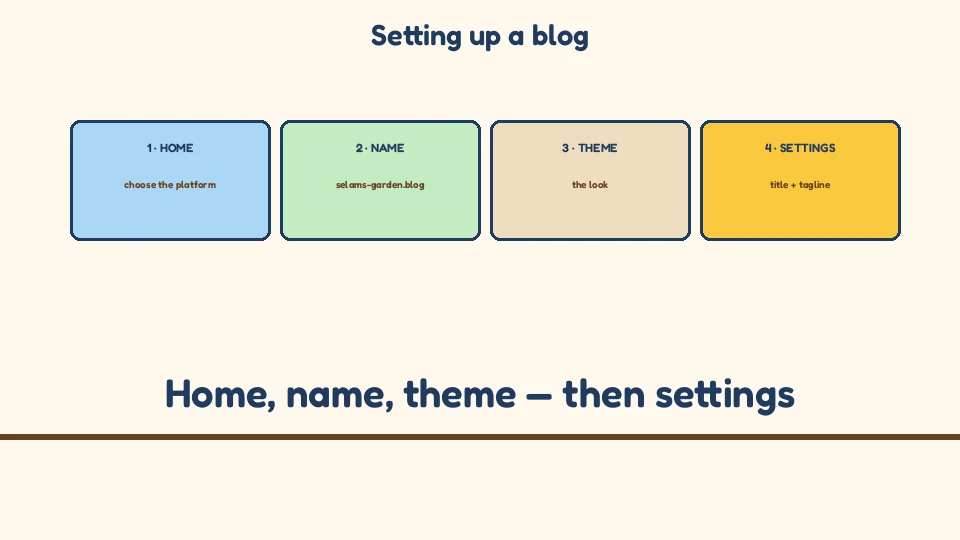 Setting up a blog
1 · HOME
choose the platform
2 · NAME
selams-garden.blog
3 · THEME
the look
4 · SETTINGS
title + tagline
Home, name, theme — then settings